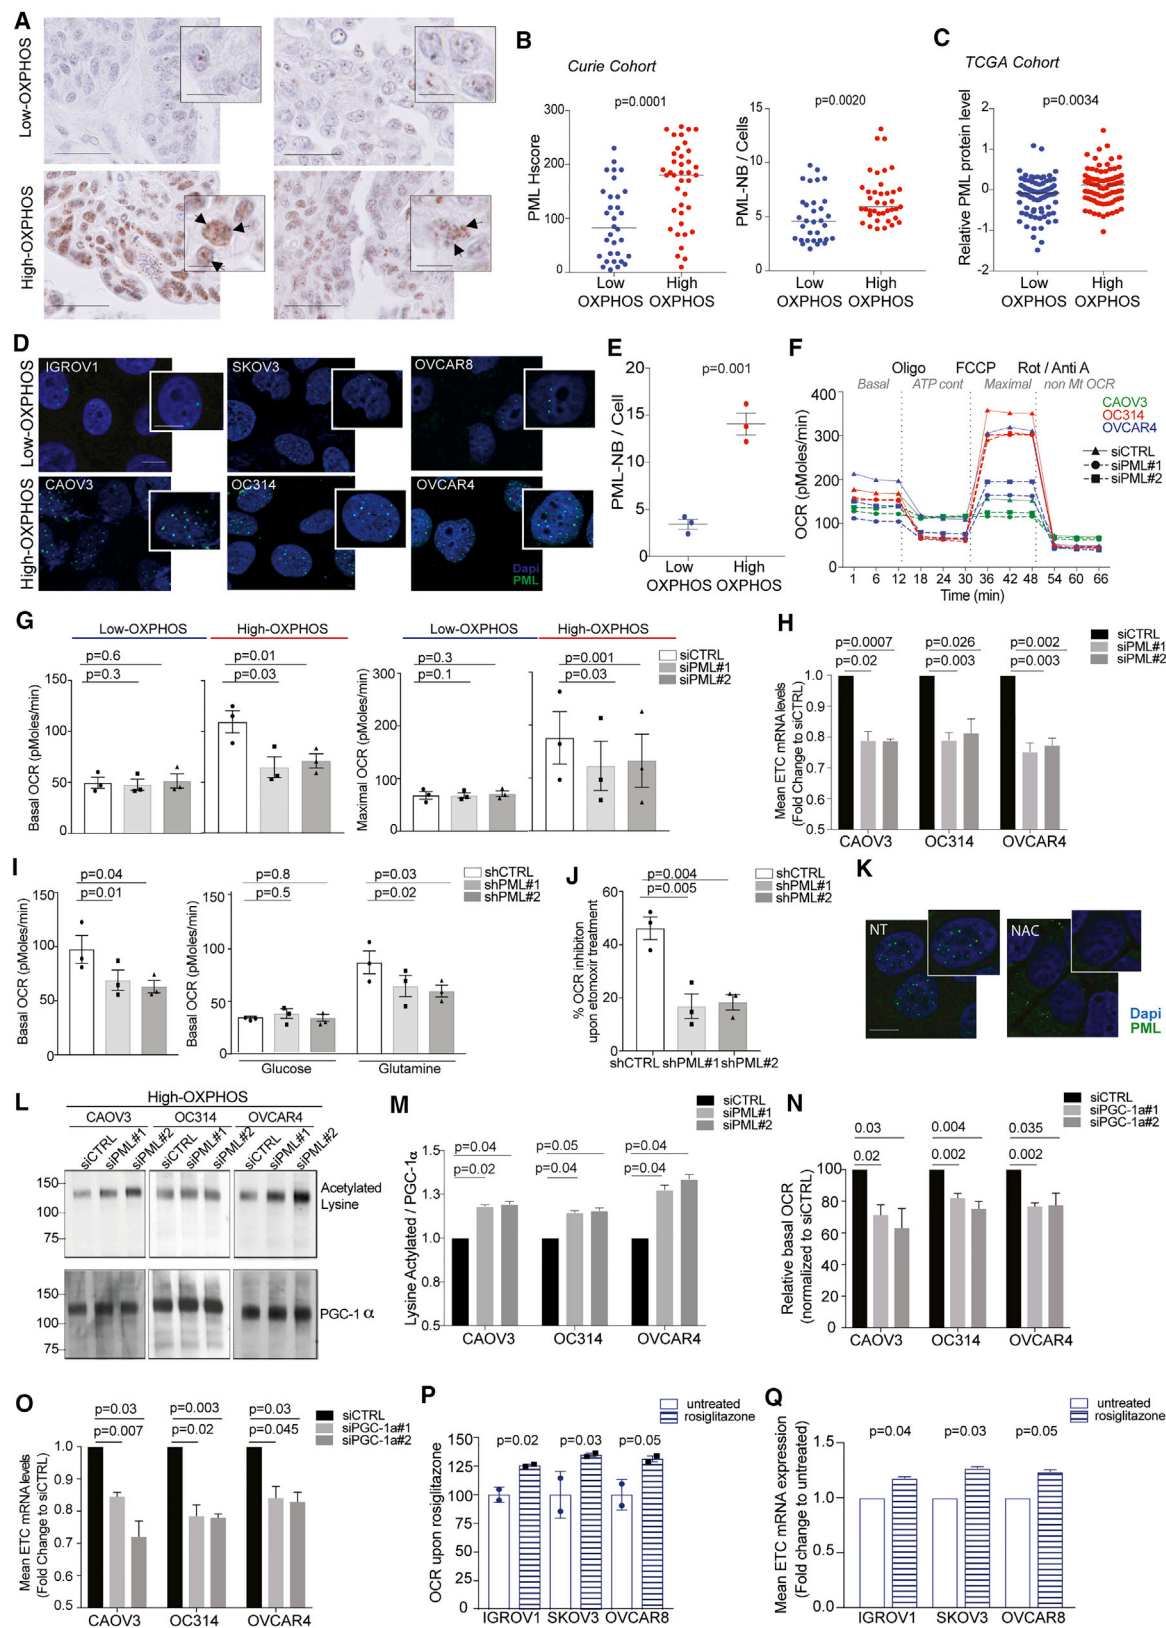 A
Low-OXPHOS
High-OXPHOS
B
Curie Cohort
p=0.0001
PML Hscore
300
200
100
0
Low
OXPHOS
High
OXPHOS
p=0.0020
PML-NB / Cells
15
10
5
0
Low
OXPHOS
High
OXPHOS
C
TCGA Cohort
p=0.0034
Relative PML protein level
2
1
0
-1
-2
Low
OXPHOS
High
OXPHOS
D
Low-OXPHOS
High-OXPHOS
IGROV1
SKOV3
OVCAR8
CAOV3
OC314
OVCAR4
Dapi
PML
E
p=0.001
PML-NB / Cell
20
15
10
5
0
Low
OXPHOS
High
OXPHOS
F
Oligo FCCP Rot / Anti A
Basal ATP cont Maximal non Mt OCR
CAOV3
OC314
OVCAR4
siCTRL
siPML#1
siPML#2
OCR (pMoles/min)
400
300
200
100
0
1 6 12 18 24 30 36 42 48 54 60 66
Time (min)
G
Low-OXPHOS High-OXPHOS
p=0.6 p=0.01
p=0.3 p=0.03
Basal OCR (pMoles/min)
150
100
50
0
Low-OXPHOS High-OXPHOS
p=0.3 p=0.001
p=0.1 p=0.03
Maximal OCR (pMoles/min)
300
200
100
0
siCTRL
siPML#1
siPML#2
H
siCTRL
siPML#1
siPML#2
p=0.0007 p=0.026 p=0.002
p=0.02 p=0.003 p=0.003
Mean ETC mRNA levels
(Fold Change to siCTRL)
1.0
0.9
0.8
0.7
0.6
0.5
CAOV3 OC314 OVCAR4
I
p=0.04
p=0.01
Basal OCR (pMoles/min)
150
100
50
0
p=0.8 p=0.03
p=0.5 p=0.02
Basal OCR (pMoles/min)
150
100
50
0
Glucose Glutamine
shCTRL
shPML#1
shPML#2
J
p=0.004
p=0.005
shCTRL
shPML#1
shPML#2
% OCR inhibiton
upon etomoxir treatment
60
40
20
0
shCTRL shPML#1 shPML#2
K
NT
NAC
Dapi
PML
L
High-OXPHOS
CAOV3 OC314 OVCAR4
siCTRL siPML#1 siPML#2 siCTRL siPML#1 siPML#2 siCTRL siPML#1 siPML#2
150
100
75
Acetylated
Lysine
150
100
75
PGC-1 α
M
siCTRL
siPML#1
siPML#2
p=0.04 p=0.05 p=0.04
p=0.02 p=0.04 p=0.04
Lysine Actylated / PGC-1α
1.5
1.3
1.0
0.8
0.5
CAOV3 OC314 OVCAR4
N
siCTRL
siPGC-1a#1
siPGC-1a#2
0.03 0.004 0.035
0.02 0.002 0.002
Relative basal OCR
(normalized to siCTRL)
100
80
60
40
20
0
CAOV3 OC314 OVCAR4
O
p=0.03 p=0.003 p=0.03
p=0.007 p=0.02 p=0.045
siCTRL
siPGC-1a#1
siPGC-1a#2
Mean ETC mRNA levels
(Fold Change to siCTRL)
1.0
0.9
0.8
0.7
0.6
0.5
CAOV3 OC314 OVCAR4
P
untreated
rosiglitazone
p=0.02 p=0.03 p=0.05
OCR upon rosiglitazone
150
125
100
75
50
25
0
IGROV1 SKOV3 OVCAR8
Q
untreated
rosiglitazone
p=0.04 p=0.03 p=0.05
Mean ETC mRNA expression
(Fold change to untreated)
1.5
1.0
0.5
0.0
IGROV1 SKOV3 OVCAR8